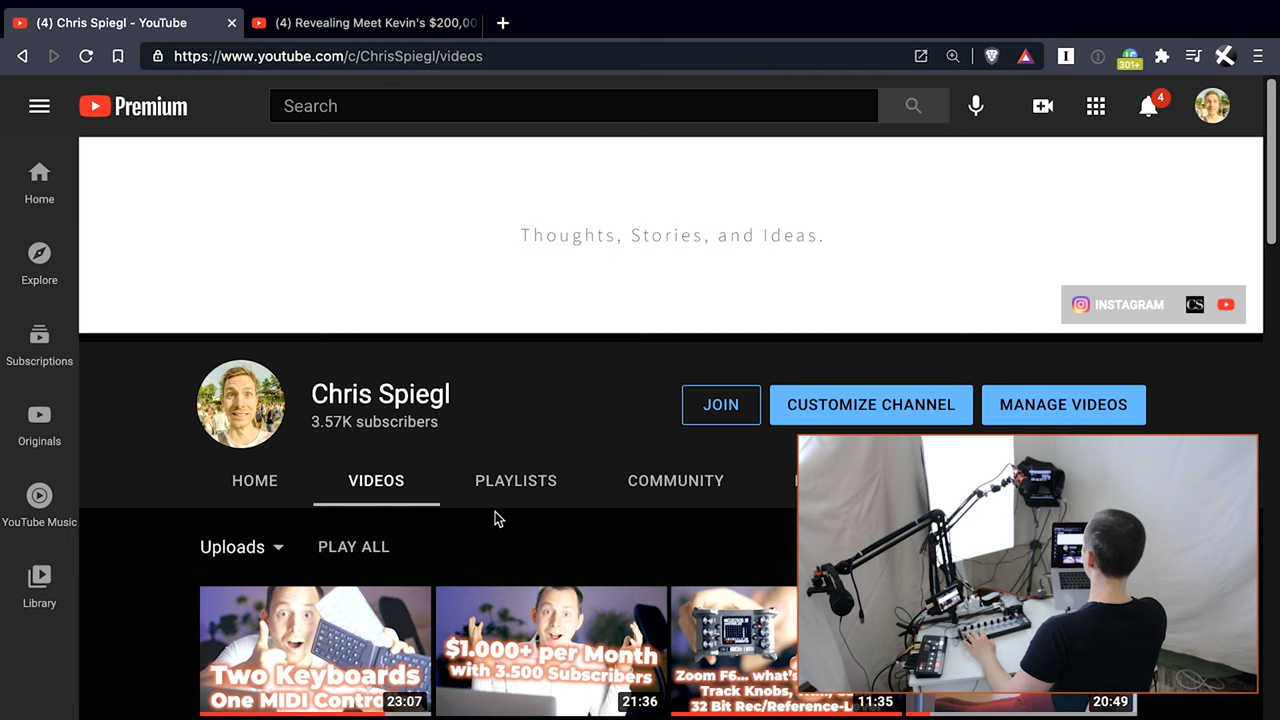 (4) Chris Spiegl - YouTube
(4) Revealing Meet Kevin's $200,00
https://www.youtube.com/c/ChrisSpiegl/videos
301+
Premium
Search
4
Home
Explore
Subscriptions
Originals
YouTube Music
Library
Thoughts, Stories, and Ideas.
INSTAGRAM
CS
Chris Spiegl
3.57K subscribers
JOIN
CUSTOMIZE CHANNEL
MANAGE VIDEOS
HOME
VIDEOS
PLAYLISTS
COMMUNITY
Uploads
PLAY ALL
Two Keyboards
One MIDI Contro
23:07
$1.000+ per Month
with 3.500 Subscribers
21:36
Zoom F6... what's
Track Knobs,
32 Bit Rec/Reference-Le
11:35
20:49